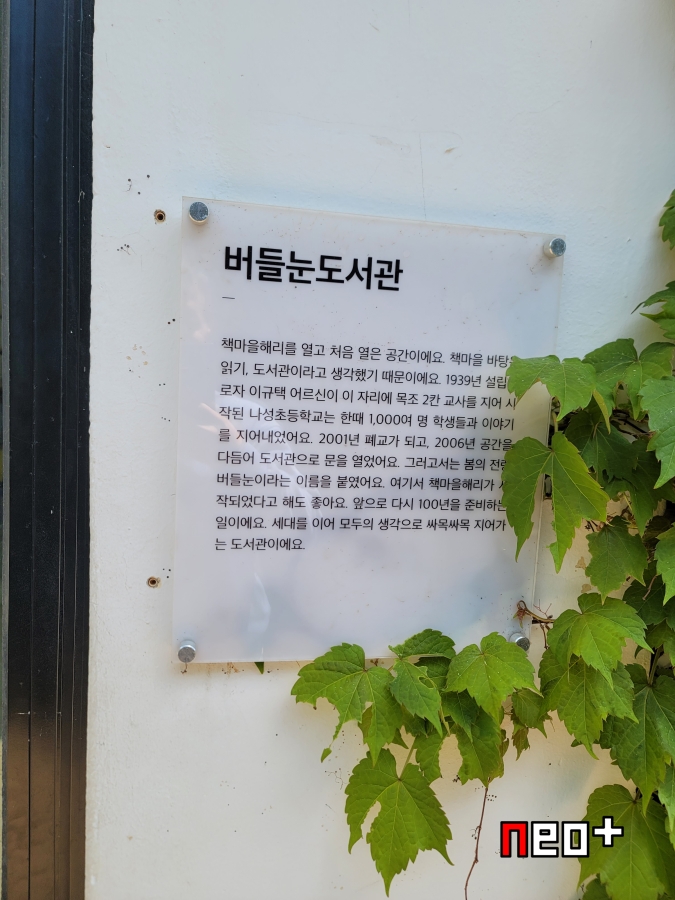 버들눈도서관
책마을해리를 열고 처음 열은 공간이에요. 책마을 바탕은
읽기, 도서관이라고 생각했기 때문이에요. 1939년 설립
로자 이규택 어르신이 이 자리에 목조 2칸 교사를 지어 시
작된 나성초등학교는 한때 1,000여 명 학생들과 이야기
를 지어내었어요. 2001년 폐교가 되고, 2006년 공간을
다듬어 도서관으로 문을 열었어요. 그러고서는 봄의 전령
버들눈이라는 이름을 붙였어요. 여기서 책마을해리가 시
작되었다고 해도 좋아요. 앞으로 다시 100년을 준비하는
일이에요. 세대를 이어 모두의 생각으로 싸목싸목 지어가
는 도서관이에요.
neo+